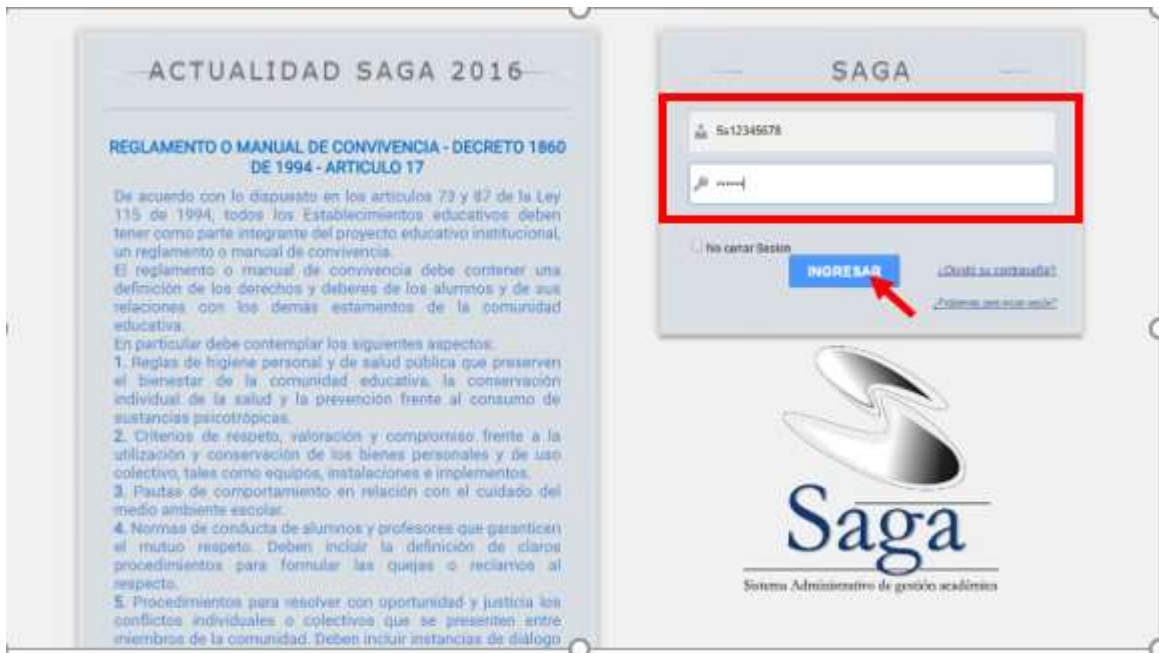 ACTUALIDAD SAGA 2016
REGLAMENTO O MANUAL DE CONVIVENCIA - DECRETO 1860
DE 1994 - ARTICULO 17
De acuerdo con lo dispuesto en los artículos 73 y 87 de la Ley
115 de 1994, todos los Establecimientos educativos deben
tener como parte integrante del proyecto educativo institucional,
un reglamento o manual de convivencia.
El reglamento o manual de convivencia debe contener una
definición de los derechos y deberes de los alumnos y de sus
relaciones con los demás estamentos de la comunidad
educativa.
En particular debe contemplar los siguientes aspectos:
1. Reglas de higiene personal y de salud pública que preserven
el bienestar de la comunidad educativa, la conservación
individual de la salud y la prevención frente al consumo de
sustancias psicotrópicas.
2. Criterios de respeto, valoración y compromiso frente a la
utilización y conservación de los bienes personales y de uso
colectivo, tales como equipos, instalaciones e implementos.
3. Pautas de comportamiento en relación con el cuidado del
medio ambiente escolar.
4. Normas de conducta de alumnos y profesores que garanticen
el mutuo respeto. Deben incluir la definición de claros
procedimientos para formular las quejas o reclamos al
respecto.
5. Procedimientos para resolver con oportunidad y justicia los
conflictos individuales o colectivos que se presenten entre
miembros de la comunidad. Deben incluir instancias de diálogo
SAGA
5a12345678
No cerrar Sesion
INGRESAR
¿Olvidó su contraseña?
Saga
Sistema Administrativo de gestión académica